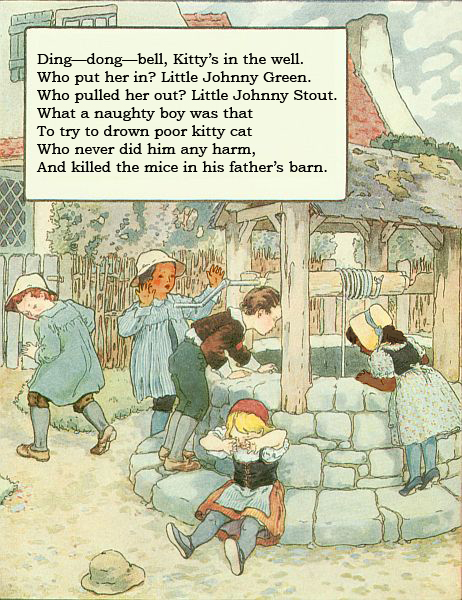 Ding—dong—bell, Kitty's in the well.
Who put her in? Little Johnny Green.
Who pulled her out? Little Johnny Stout.
What a naughty boy was that
To try to drown poor kitty cat
Who never did him any harm,
And killed the mice in his father's barn.